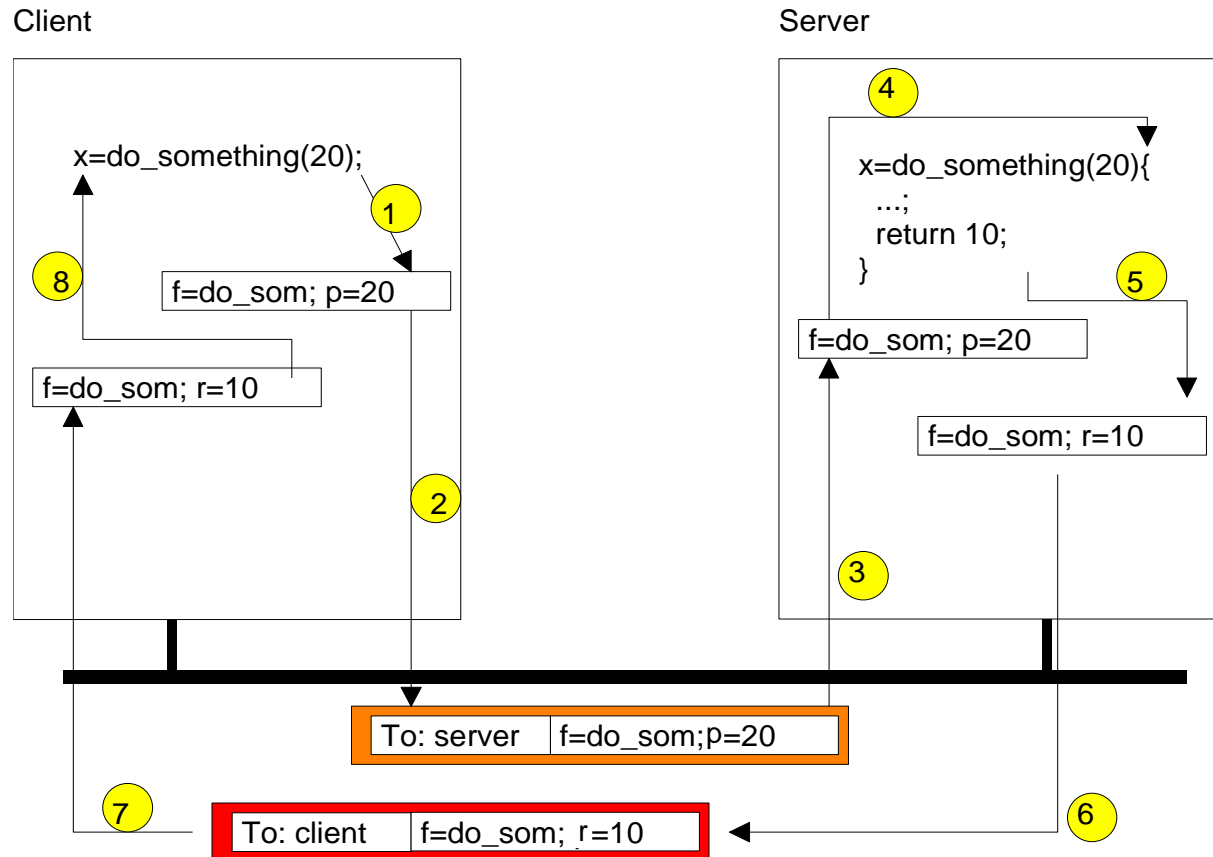 Client
Server
4
x=do_something(20);
x=do_something(20){
...;
return 10;
}
1
8
5
f=do_som; p=20
f=do_som; p=20
f=do_som; r=10
f=do_som; r=10
2
3
To: server f=do_som;p=20
7
6
To: client f=do_som; r=10